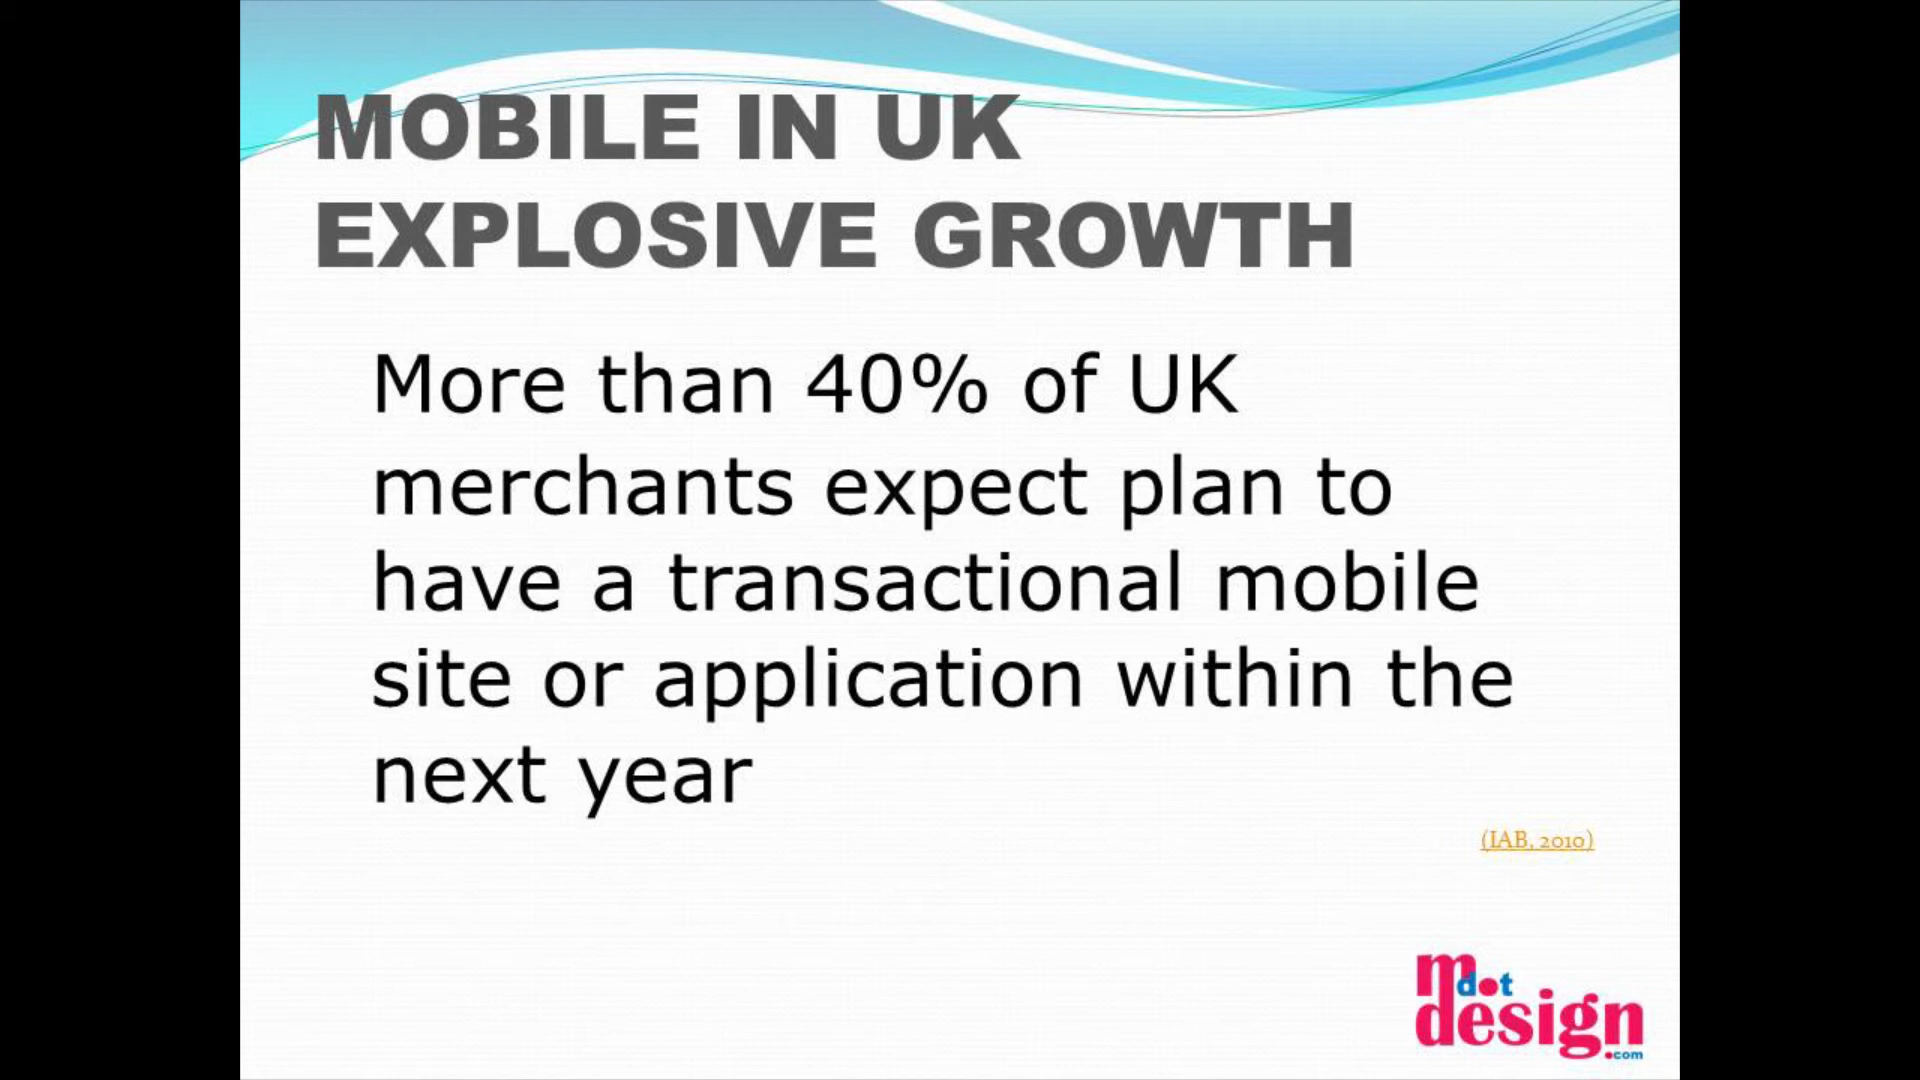 MOBILE IN UK
EXPLOSIVE GROWTH
More than 40% of UK
merchants expect plan to
have a transactional mobile
site or application within the
next year
(IAB, 2010)
mdot
design
.com